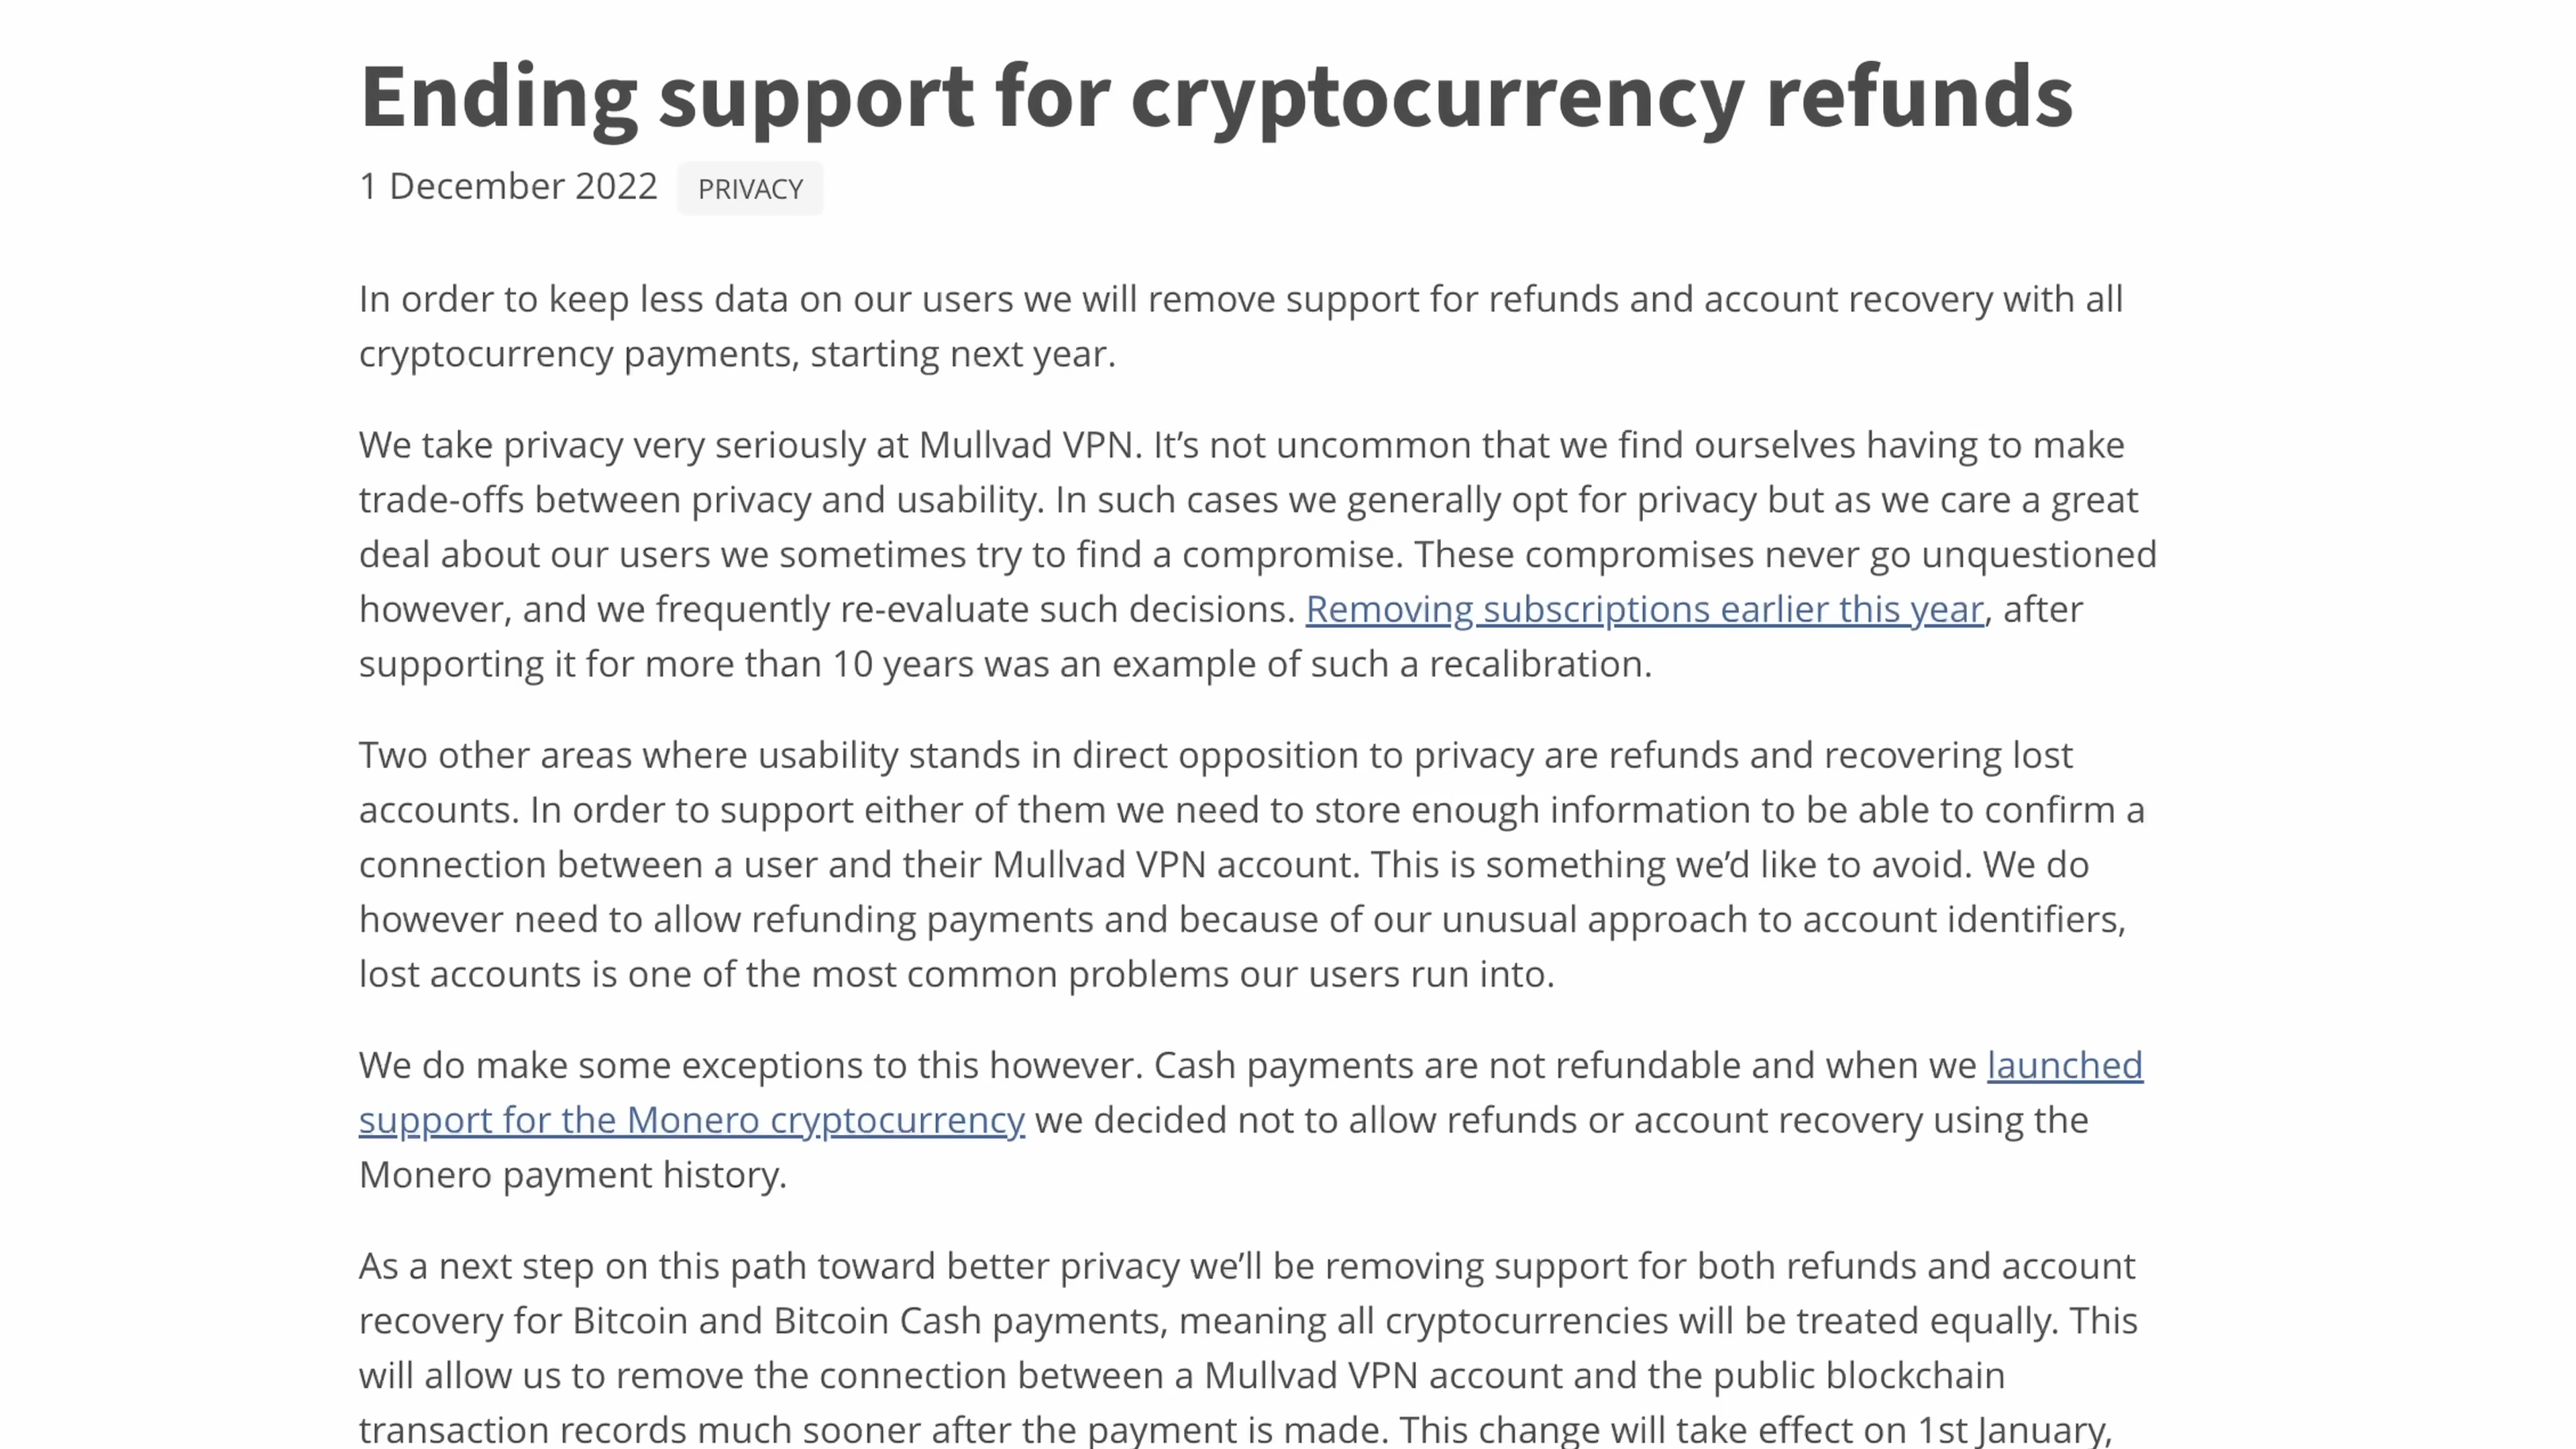 Ending support for cryptocurrency refunds
1 December 2022 PRIVACY
In order to keep less data on our users we will remove support for refunds and account recovery with all
cryptocurrency payments, starting next year.
We take privacy very seriously at Mullvad VPN. It’s not uncommon that we find ourselves having to make
trade-offs between privacy and usability. In such cases we generally opt for privacy but as we care a great
deal about our users we sometimes try to find a compromise. These compromises never go unquestioned
however, and we frequently re-evaluate such decisions. Removing subscriptions earlier this year, after
supporting it for more than 10 years was an example of such a recalibration.
Two other areas where usability stands in direct opposition to privacy are refunds and recovering lost
accounts. In order to support either of them we need to store enough information to be able to confirm a
connection between a user and their Mullvad VPN account. This is something we’d like to avoid. We do
however need to allow refunding payments and because of our unusual approach to account identifiers,
lost accounts is one of the most common problems our users run into.
We do make some exceptions to this however. Cash payments are not refundable and when we launched
support for the Monero cryptocurrency we decided not to allow refunds or account recovery using the
Monero payment history.
As a next step on this path toward better privacy we’ll be removing support for both refunds and account
recovery for Bitcoin and Bitcoin Cash payments, meaning all cryptocurrencies will be treated equally. This
will allow us to remove the connection between a Mullvad VPN account and the public blockchain
transaction records much sooner after the payment is made. This change will take effect on 1st January,